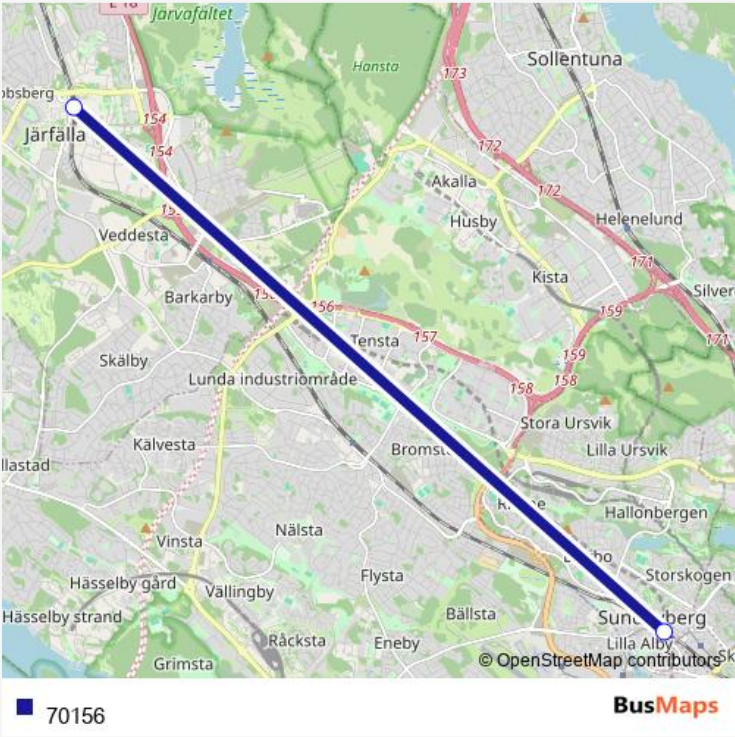 E 18
Järvafältet
Hansta
173
Sollentuna
Järfälla
154
154
172
172
Akalla
Husby
Helenelund
Veddesta
171
Kista
Barkarby
159
171
156
157
Tensta
159
Skälby
158
158
Lunda industriområde
Stora Ursvik
Kälvesta
Lilla Ursvik
Hallonbergen
Nälsta
Vinsta
Flysta
Storskogen
Hässelby gård
Vällingby
Hässelby strand
Bällsta
Råcksta
Eneby
Lilla Alby
Grimsta
© OpenStreetMap contributors
70156
BusMaps